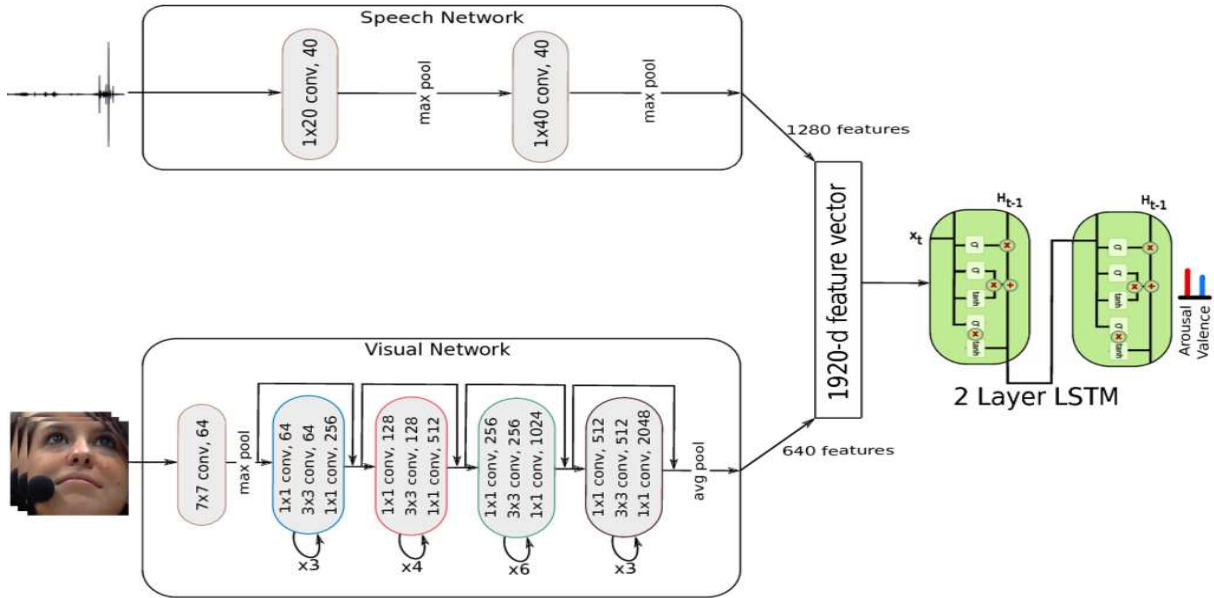 Speech Network
1x20 conv, 40
max pool
1x40 conv, 40
max pool
1280 features
1920-d feature vector
640 features
Visual Network
7x7 conv, 64
max pool
1x1 conv, 64
3x3 conv, 64
1x1 conv, 256
x3
1x1 conv, 128
3x3 conv, 128
1x1 conv, 512
x4
1x1 conv, 256
3x3 conv, 256
1x1 conv, 1024
x6
1x1 conv, 512
3x3 conv, 512
1x1 conv, 2048
x3
avg pool
xt
Ht-1
σ
x
σ
x +
tanh
σ
x
tanh
Ht-1
σ
x
σ
x +
tanh
σ
x
tanh
2 Layer LSTM
Arousal
Valence